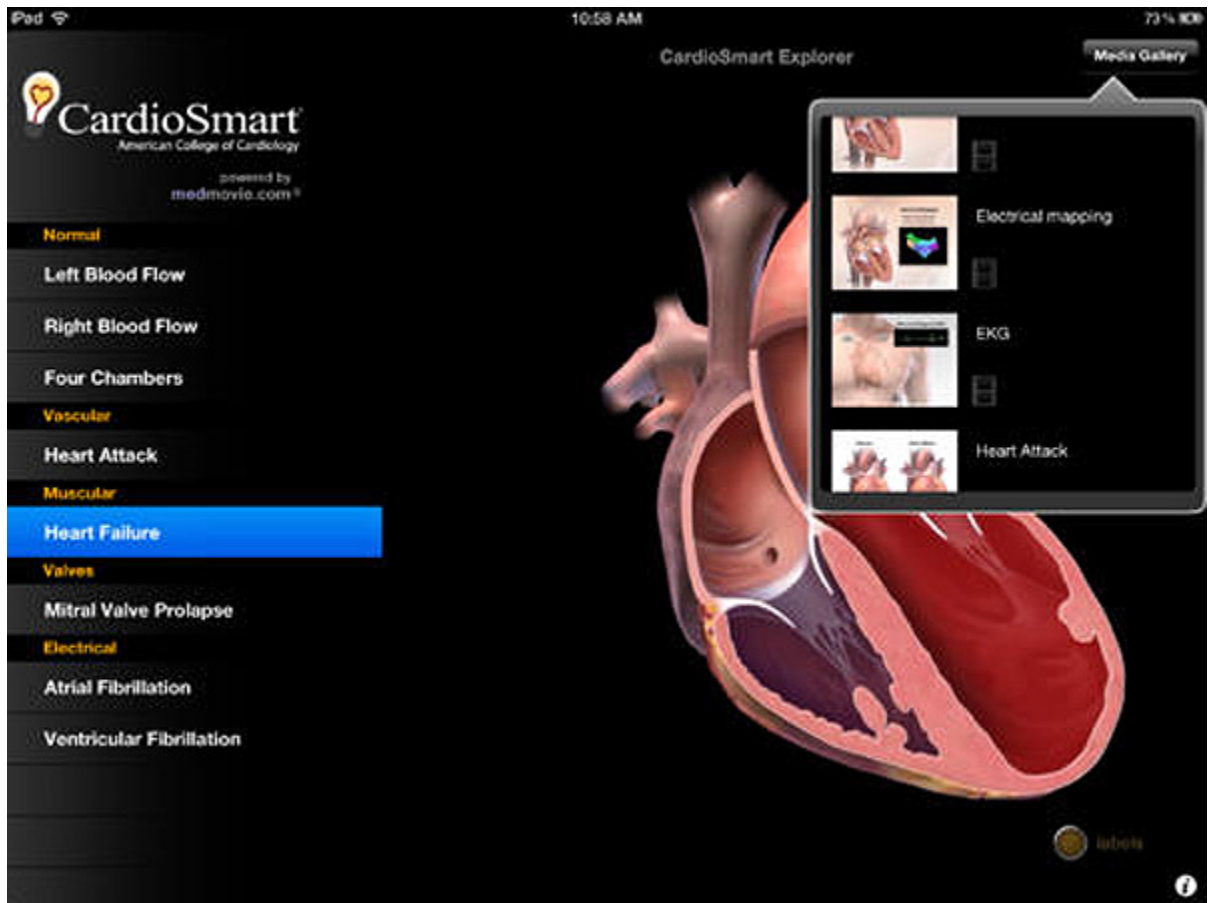 iPad
10:58 AM
73%
CardioSmart Explorer
Media Gallery
CardioSmart
American College of Cardiology
powered by
medmovie.com
Normal
Left Blood Flow
Right Blood Flow
Four Chambers
Vascular
Heart Attack
Muscular
Heart Failure
Valves
Mitral Valve Prolapse
Electrical
Atrial Fibrillation
Ventricular Fibrillation
Electrical mapping
EKG
Heart Attack
labels
i